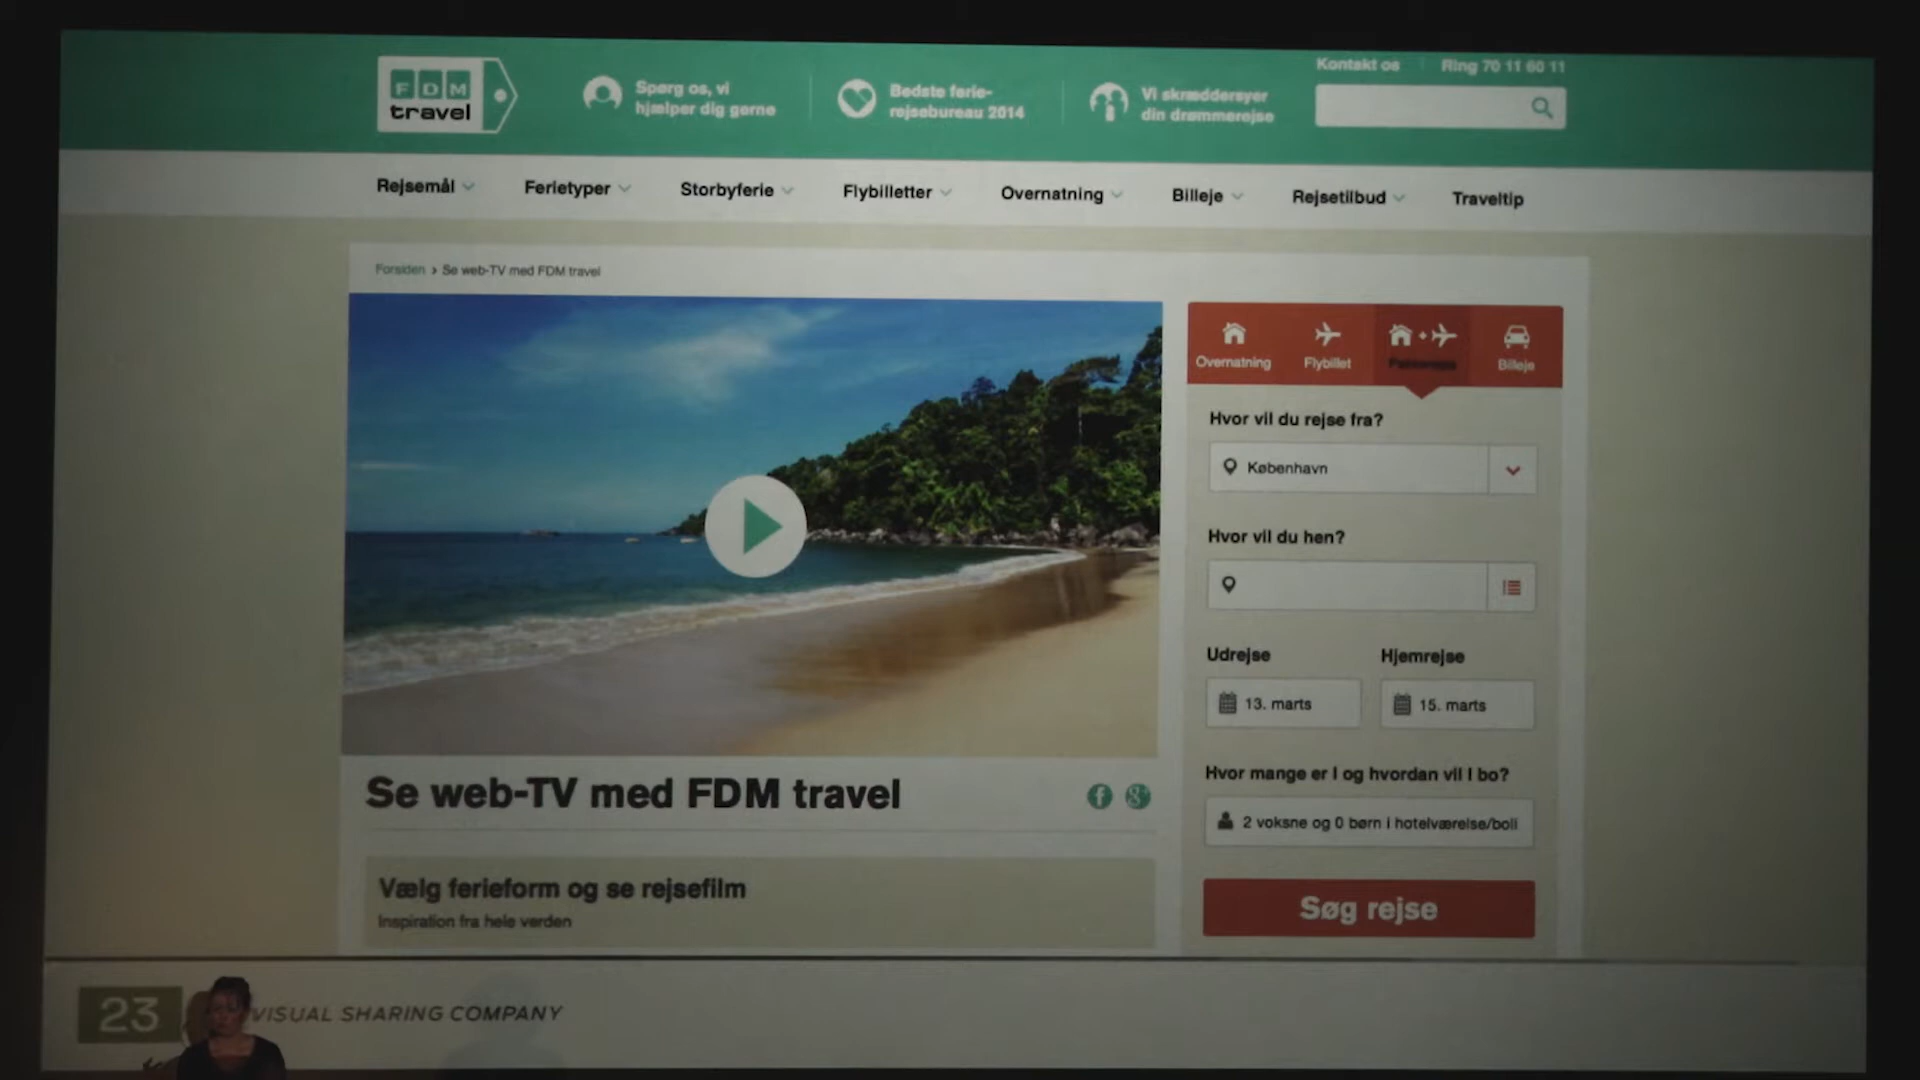 FDM
travel
Spørg os, vi
hjælper dig gerne
Bedste ferie-
rejsebureau 2014
Vi skræddersyer
din drømmerejse
Kontakt os
Ring 70 11 60 11
Rejsemål
Ferietyper
Storbyferie
Flybilletter
Overnatning
Billeje
Rejsetilbud
Traveltip
Forsiden › Se web-TV med FDM travel
Overnatning
Flybillet
Billeje
Hvor vil du rejse fra?
København
Hvor vil du hen?
Udrejse
Hjemrejse
13. marts
15. marts
Hvor mange er I og hvordan vil I bo?
2 voksne og 0 børn i hotelværelse/boli
Søg rejse
Se web-TV med FDM travel
Vælg ferieform og se rejsefilm
Inspiration fra hele verden
23
VISUAL SHARING COMPANY